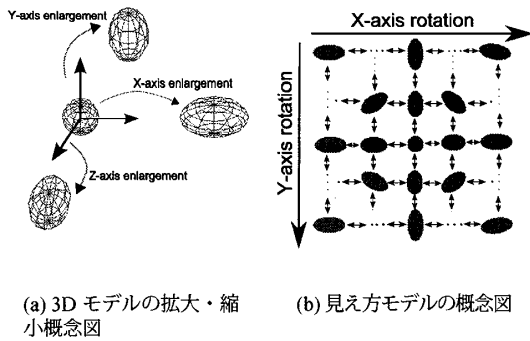 Y-axis enlargement
X-axis enlargement
Z-axis enlargement
X-axis rotation
Y-axis rotation
(a) 3D モデルの拡大・縮
小概念図
(b) 見え方モデルの概念図